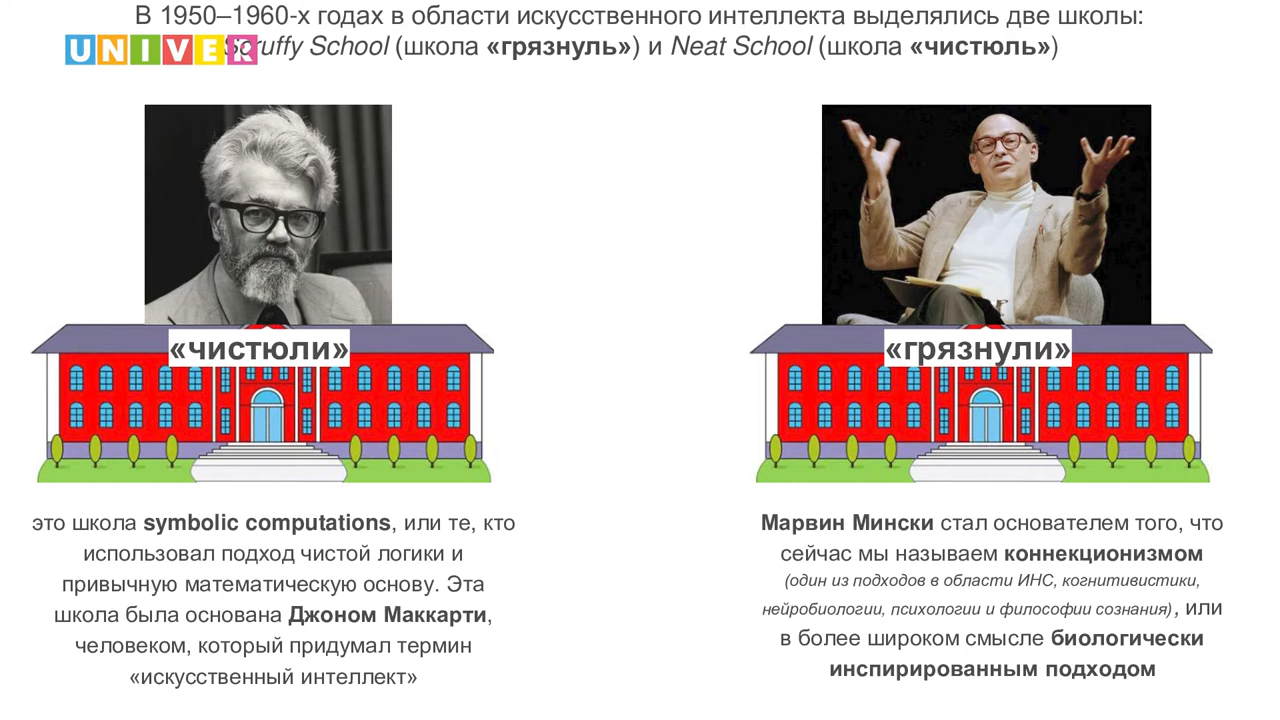 В 1950–1960-х годах в области искусственного интеллекта выделялись две школы:
UNIVER
Scruffy School (школа «грязнуль») и Neat School (школа «чистюль»)
«чистюли»
это школа symbolic computations, или те, кто
использовал подход чистой логики и
привычную математическую основу. Эта
школа была основана Джоном Маккарти,
человеком, который придумал термин
«искусственный интеллект»
«грязнули»
Марвин Мински стал основателем того, что
сейчас мы называем коннекционизмом
(один из подходов в области ИНС, когнитивистики,
нейробиологии, психологии и философии сознания), или
в более широком смысле биологически
инспирированным подходом